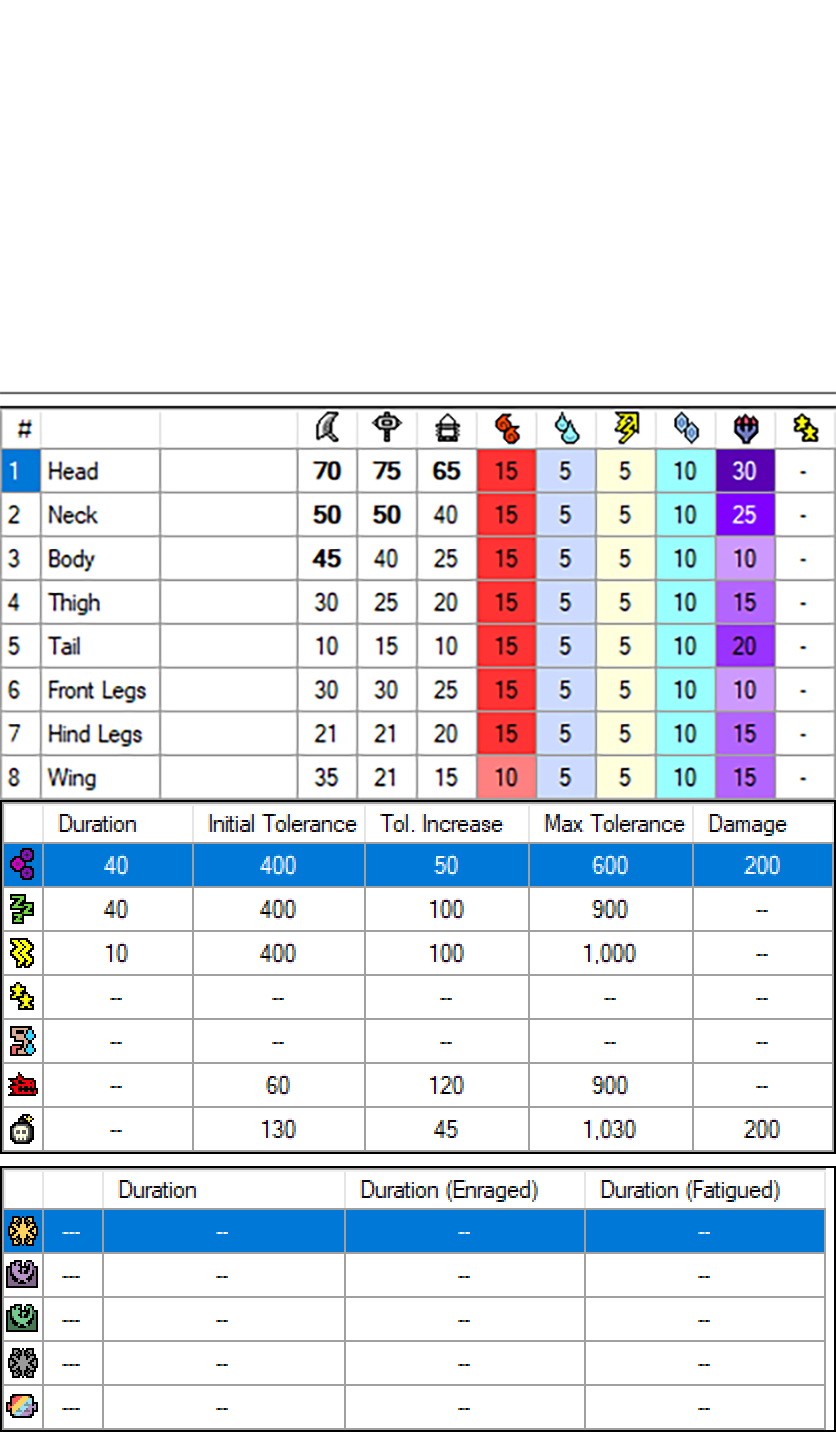 #
1 Head 70 75 65 15 5 5 10 30 -
2 Neck 50 50 40 15 5 5 10 25 -
3 Body 45 40 25 15 5 5 10 10 -
4 Thigh 30 25 20 15 5 5 10 15 -
5 Tail 10 15 10 15 5 5 10 20 -
6 Front Legs 30 30 25 15 5 5 10 10 -
7 Hind Legs 21 21 20 15 5 5 10 15 -
8 Wing 35 21 15 10 5 5 10 15 -
Duration Initial Tolerance Tol. Increase Max Tolerance Damage
40 400 50 600 200
40 400 100 900 --
10 400 100 1,000 --
-- -- -- -- --
-- -- -- -- --
-- 60 120 900 --
-- 130 45 1,030 200
Duration Duration (Enraged) Duration (Fatigued)
--- -- -- --
--- -- -- --
--- -- -- --
--- -- -- --
--- -- -- --